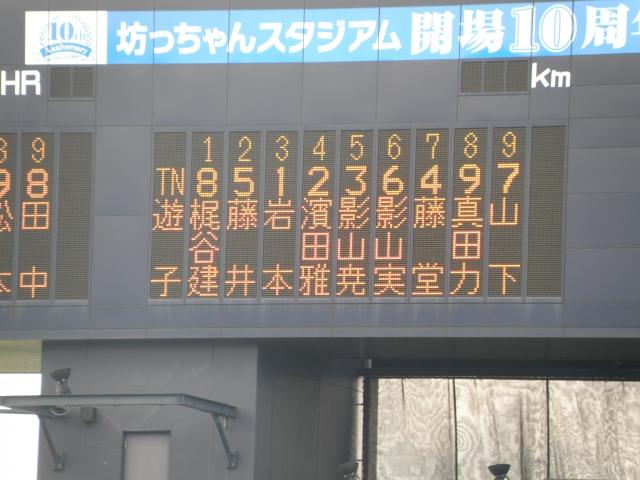 10th
Anniversary
坊っちゃんスタジアム 開場10周
HR
Km
8 9
9 8
松本 田中
1 2 3 4 5 6 7 8 9
TN 8 5 1 2 3 6 4 9 7
遊子 梶谷建 藤井 岩本 濱田雅 影山尭 影山実 藤堂 真田力 山下